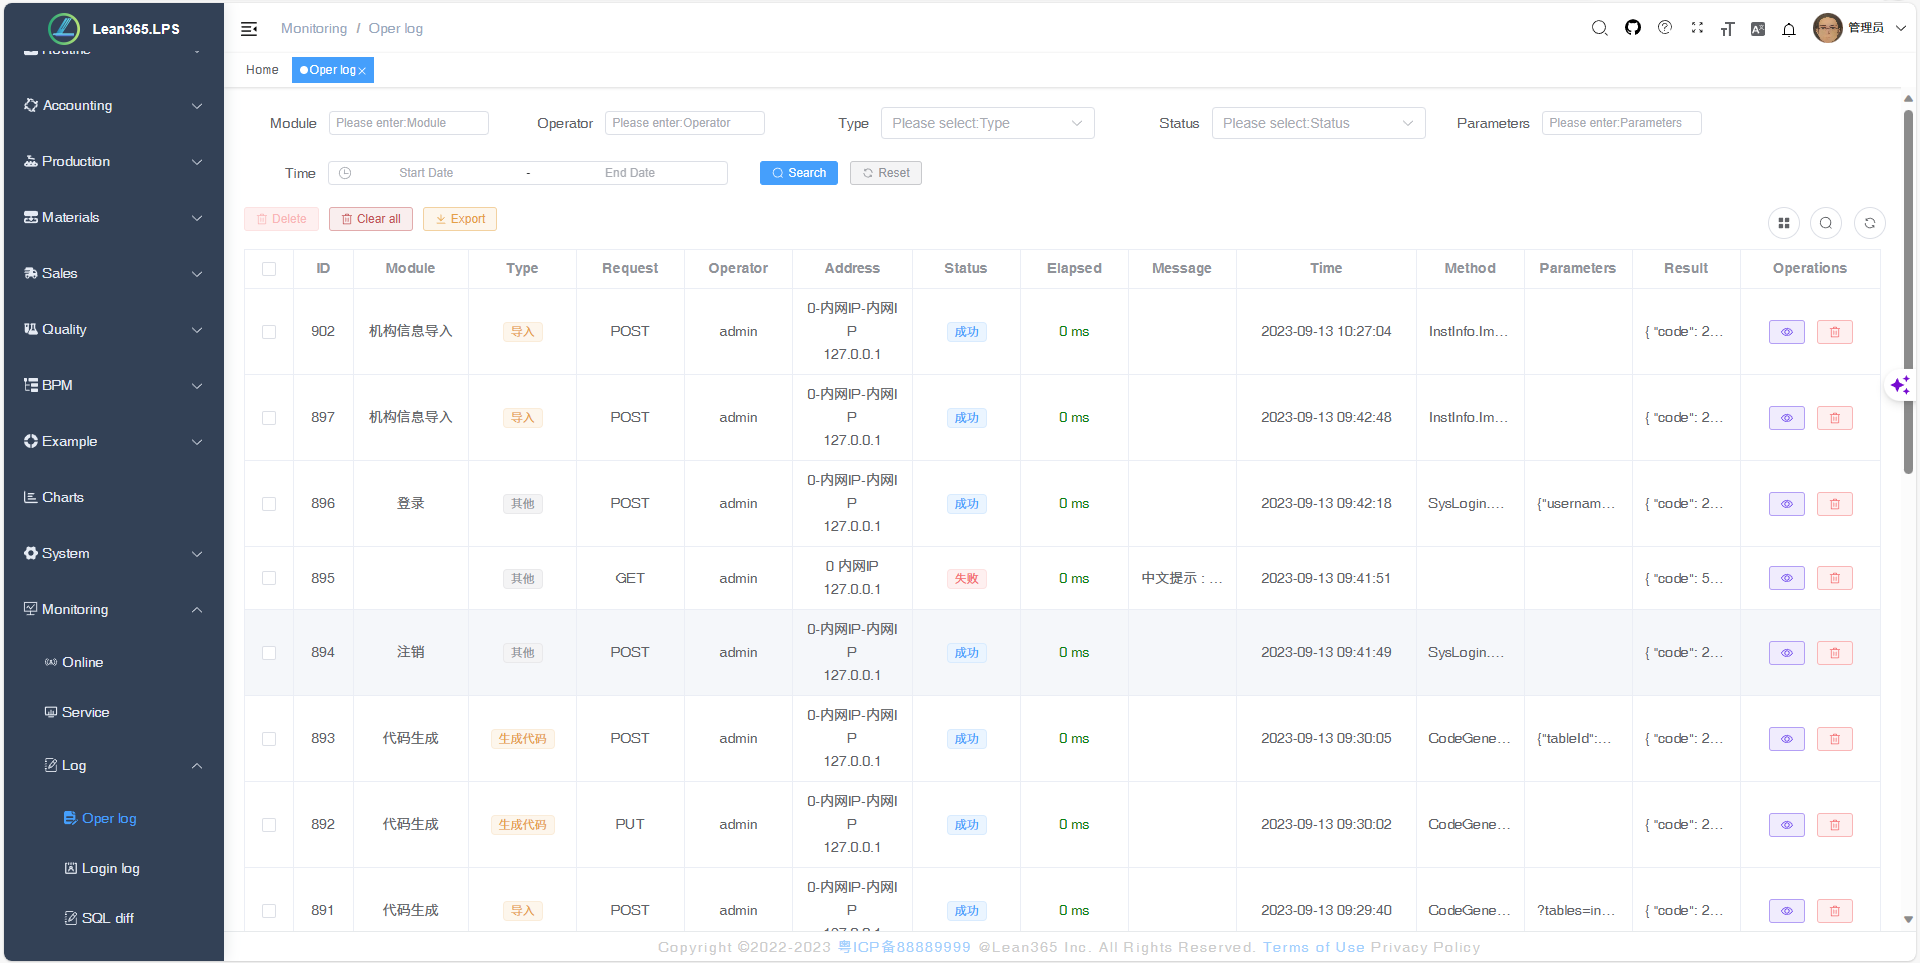 Lean365.LPS
Routine
Accounting
Production
Materials
Sales
Quality
BPM
Example
Charts
System
Monitoring
Online
Service
Log
Oper log
Login log
SQL diff
Monitoring / Oper log
管理员
Home
Oper log
Module Please enter:Module Operator Please enter:Operator Type Please select:Type Status Please select:Status Parameters Please enter:Parameters
Time Start Date - End Date Search Reset
Delete Clear all Export
ID Module Type Request Operator Address Status Elapsed Message Time Method Parameters Result Operations
902 机构信息导入 导入 POST admin 0-内网IP-内网IP 127.0.0.1 成功 0 ms 2023-09-13 10:27:04 InstInfo.Im... { "code": 2...
897 机构信息导入 导入 POST admin 0-内网IP-内网IP 127.0.0.1 成功 0 ms 2023-09-13 09:42:48 InstInfo.Im... { "code": 2...
896 登录 其他 POST admin 0-内网IP-内网IP 127.0.0.1 成功 0 ms 2023-09-13 09:42:18 SysLogin.... {"usernam... { "code": 2...
895 其他 GET admin 0 内网IP 127.0.0.1 失败 0 ms 中文提示 : ... 2023-09-13 09:41:51 { "code": 5...
894 注销 其他 POST admin 0-内网IP-内网IP 127.0.0.1 成功 0 ms 2023-09-13 09:41:49 SysLogin.... { "code": 2...
893 代码生成 生成代码 POST admin 0-内网IP-内网IP 127.0.0.1 成功 0 ms 2023-09-13 09:30:05 CodeGene... {"tableId":... { "code": 2...
892 代码生成 生成代码 PUT admin 0-内网IP-内网IP 127.0.0.1 成功 0 ms 2023-09-13 09:30:02 CodeGene... { "code": 2...
891 代码生成 导入 POST admin 0-内网IP-内网IP 127.0.0.1 成功 0 ms 2023-09-13 09:29:40 CodeGene... ?tables=in... { "code": 2...
Copyright ©2022-2023 粤ICP备88889999 @Lean365 Inc. All Rights Reserved. Terms of Use Privacy Policy